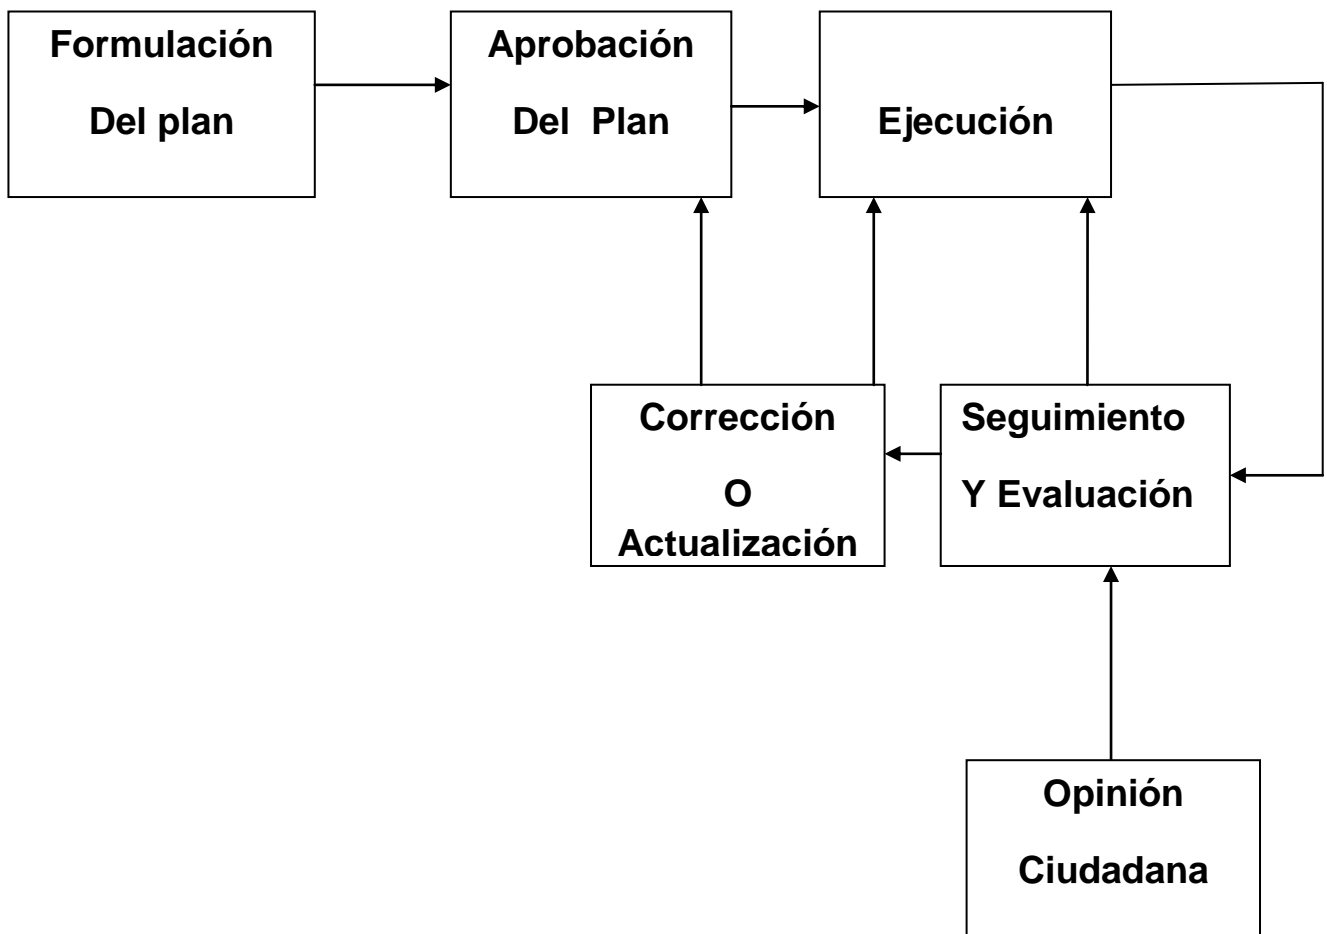 Formulación
Del plan
Aprobación
Del Plan
Ejecución
Corrección
O
Actualización
Seguimiento
Y Evaluación
Opinión
Ciudadana